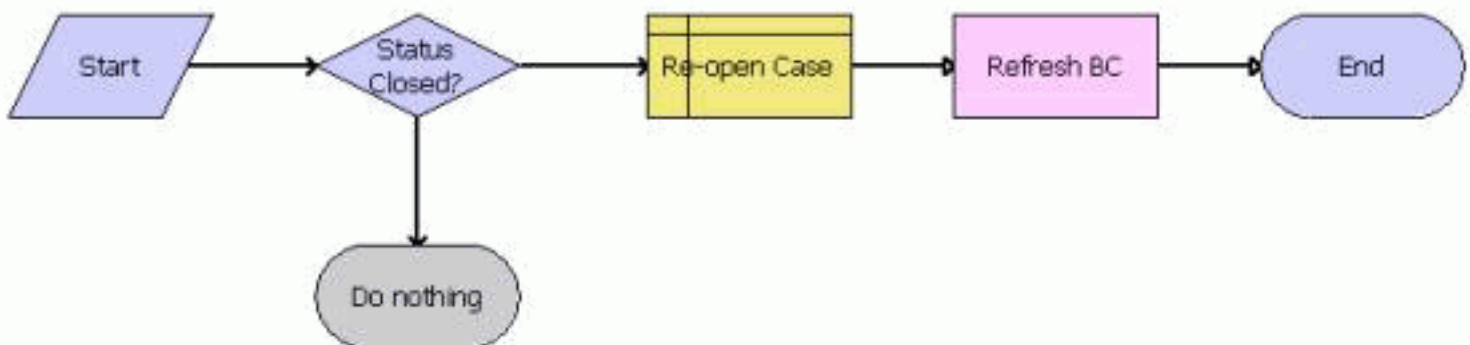 Start
Status
Closed?
Re-open Case
Refresh BC
End
Do nothing